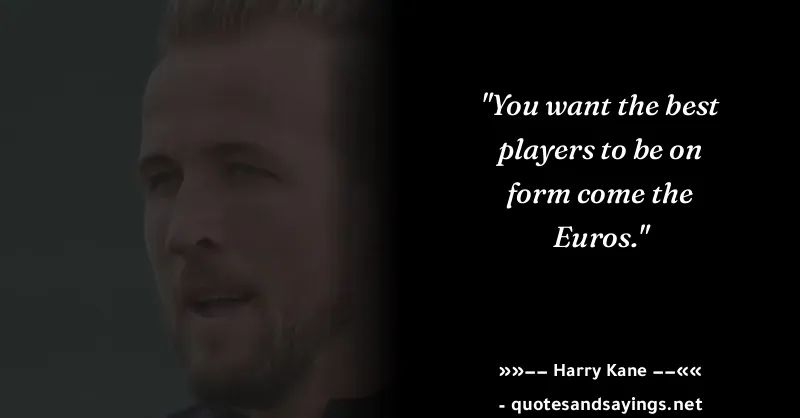 "You want the best
players to be on
form come the
Euros."
»»–– Harry Kane ––««
- quotesandsayings.net